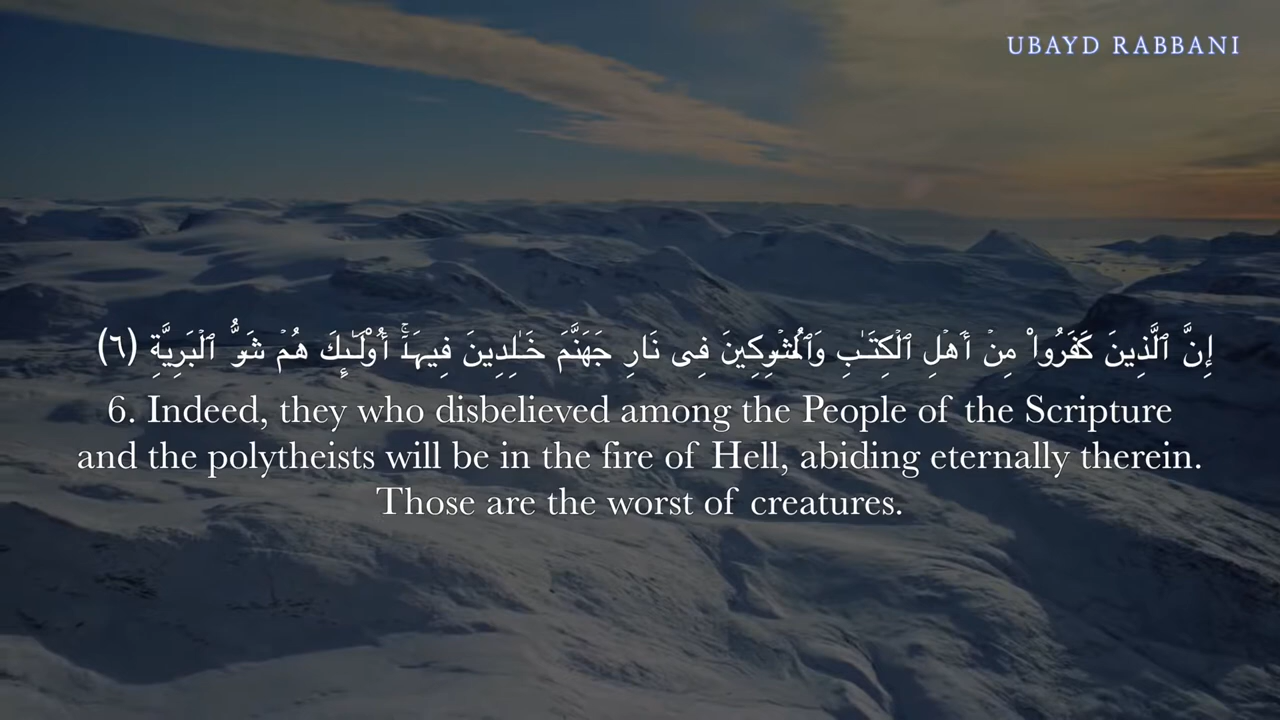 UBAYD RABBANI
إِنَّ ٱلَّذِينَ كَفَرُوا۟ مِنۡ أَهۡلِ ٱلۡكِتَـٰبِ وَٱلۡمُشۡرِكِينَ فِى نَارِ جَهَنَّمَ خَـٰلِدِينَ فِيهَاۤۚ أُو۟لَـٰۤىِٕكَ هُمۡ شَرُّ ٱلۡبَرِيَّةِ (٦)
6. Indeed, they who disbelieved among the People of the Scripture
and the polytheists will be in the fire of Hell, abiding eternally therein.
Those are the worst of creatures.